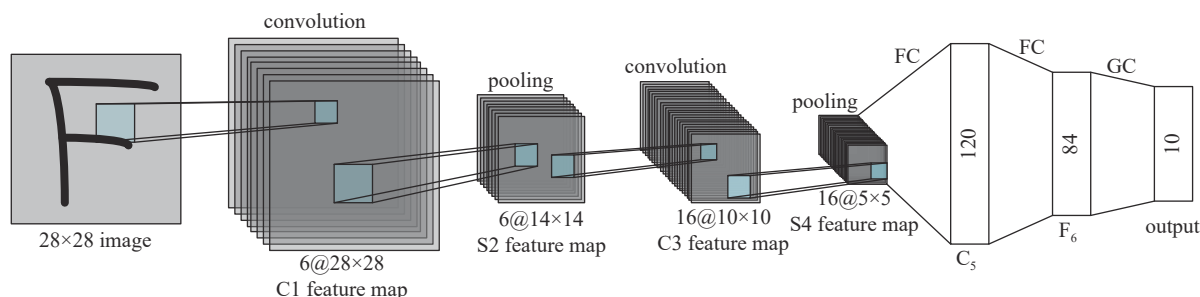 convolution
28×28 image
6@28×28
C1 feature map
pooling
6@14×14
S2 feature map
convolution
16@10×10
C3 feature map
pooling
16@5×5
S4 feature map
FC
120
C5
FC
84
F6
GC
10
output
F